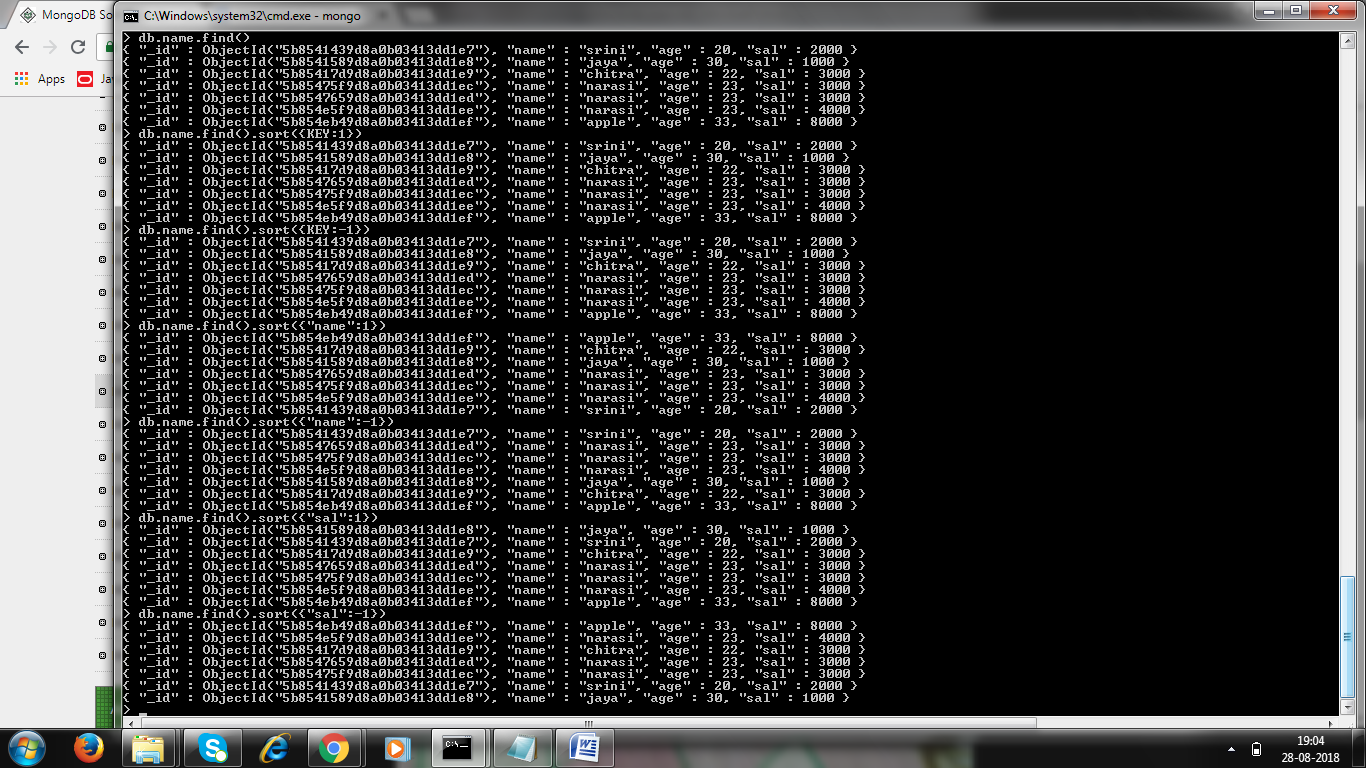 MongoDB So
C:\Windows\system32\cmd.exe - mongo
Apps
Ja
> db.name.find()
{ "_id" : ObjectId("5b8541439d8a0b03413dd1e7"), "name" : "srini", "age" : 20, "sal" : 2000 }
{ "_id" : ObjectId("5b8541589d8a0b03413dd1e8"), "name" : "jaya", "age" : 30, "sal" : 1000 }
{ "_id" : ObjectId("5b85417d9d8a0b03413dd1e9"), "name" : "chitra", "age" : 22, "sal" : 3000 }
{ "_id" : ObjectId("5b85475f9d8a0b03413dd1ec"), "name" : "narasi", "age" : 23, "sal" : 3000 }
{ "_id" : ObjectId("5b8547659d8a0b03413dd1ed"), "name" : "narasi", "age" : 23, "sal" : 3000 }
{ "_id" : ObjectId("5b854e5f9d8a0b03413dd1ee"), "name" : "narasi", "age" : 23, "sal" : 4000 }
{ "_id" : ObjectId("5b854eb49d8a0b03413dd1ef"), "name" : "apple", "age" : 33, "sal" : 8000 }
> db.name.find().sort({KEY:1})
{ "_id" : ObjectId("5b8541439d8a0b03413dd1e7"), "name" : "srini", "age" : 20, "sal" : 2000 }
{ "_id" : ObjectId("5b8541589d8a0b03413dd1e8"), "name" : "jaya", "age" : 30, "sal" : 1000 }
{ "_id" : ObjectId("5b85417d9d8a0b03413dd1e9"), "name" : "chitra", "age" : 22, "sal" : 3000 }
{ "_id" : ObjectId("5b8547659d8a0b03413dd1ed"), "name" : "narasi", "age" : 23, "sal" : 3000 }
{ "_id" : ObjectId("5b85475f9d8a0b03413dd1ec"), "name" : "narasi", "age" : 23, "sal" : 3000 }
{ "_id" : ObjectId("5b854e5f9d8a0b03413dd1ee"), "name" : "narasi", "age" : 23, "sal" : 4000 }
{ "_id" : ObjectId("5b854eb49d8a0b03413dd1ef"), "name" : "apple", "age" : 33, "sal" : 8000 }
> db.name.find().sort({KEY:-1})
{ "_id" : ObjectId("5b8541439d8a0b03413dd1e7"), "name" : "srini", "age" : 20, "sal" : 2000 }
{ "_id" : ObjectId("5b8541589d8a0b03413dd1e8"), "name" : "jaya", "age" : 30, "sal" : 1000 }
{ "_id" : ObjectId("5b85417d9d8a0b03413dd1e9"), "name" : "chitra", "age" : 22, "sal" : 3000 }
{ "_id" : ObjectId("5b8547659d8a0b03413dd1ed"), "name" : "narasi", "age" : 23, "sal" : 3000 }
{ "_id" : ObjectId("5b85475f9d8a0b03413dd1ec"), "name" : "narasi", "age" : 23, "sal" : 3000 }
{ "_id" : ObjectId("5b854e5f9d8a0b03413dd1ee"), "name" : "narasi", "age" : 23, "sal" : 4000 }
{ "_id" : ObjectId("5b854eb49d8a0b03413dd1ef"), "name" : "apple", "age" : 33, "sal" : 8000 }
> db.name.find().sort({"name":1})
{ "_id" : ObjectId("5b854eb49d8a0b03413dd1ef"), "name" : "apple", "age" : 33, "sal" : 8000 }
{ "_id" : ObjectId("5b85417d9d8a0b03413dd1e9"), "name" : "chitra", "age" : 22, "sal" : 3000 }
{ "_id" : ObjectId("5b8541589d8a0b03413dd1e8"), "name" : "jaya", "age" : 30, "sal" : 1000 }
{ "_id" : ObjectId("5b8547659d8a0b03413dd1ed"), "name" : "narasi", "age" : 23, "sal" : 3000 }
{ "_id" : ObjectId("5b85475f9d8a0b03413dd1ec"), "name" : "narasi", "age" : 23, "sal" : 3000 }
{ "_id" : ObjectId("5b854e5f9d8a0b03413dd1ee"), "name" : "narasi", "age" : 23, "sal" : 4000 }
{ "_id" : ObjectId("5b8541439d8a0b03413dd1e7"), "name" : "srini", "age" : 20, "sal" : 2000 }
> db.name.find().sort({"name":-1})
{ "_id" : ObjectId("5b8541439d8a0b03413dd1e7"), "name" : "srini", "age" : 20, "sal" : 2000 }
{ "_id" : ObjectId("5b8547659d8a0b03413dd1ed"), "name" : "narasi", "age" : 23, "sal" : 3000 }
{ "_id" : ObjectId("5b85475f9d8a0b03413dd1ec"), "name" : "narasi", "age" : 23, "sal" : 3000 }
{ "_id" : ObjectId("5b854e5f9d8a0b03413dd1ee"), "name" : "narasi", "age" : 23, "sal" : 4000 }
{ "_id" : ObjectId("5b8541589d8a0b03413dd1e8"), "name" : "jaya", "age" : 30, "sal" : 1000 }
{ "_id" : ObjectId("5b85417d9d8a0b03413dd1e9"), "name" : "chitra", "age" : 22, "sal" : 3000 }
{ "_id" : ObjectId("5b854eb49d8a0b03413dd1ef"), "name" : "apple", "age" : 33, "sal" : 8000 }
> db.name.find().sort({"sal":1})
{ "_id" : ObjectId("5b8541589d8a0b03413dd1e8"), "name" : "jaya", "age" : 30, "sal" : 1000 }
{ "_id" : ObjectId("5b8541439d8a0b03413dd1e7"), "name" : "srini", "age" : 20, "sal" : 2000 }
{ "_id" : ObjectId("5b85417d9d8a0b03413dd1e9"), "name" : "chitra", "age" : 22, "sal" : 3000 }
{ "_id" : ObjectId("5b8547659d8a0b03413dd1ed"), "name" : "narasi", "age" : 23, "sal" : 3000 }
{ "_id" : ObjectId("5b85475f9d8a0b03413dd1ec"), "name" : "narasi", "age" : 23, "sal" : 3000 }
{ "_id" : ObjectId("5b854e5f9d8a0b03413dd1ee"), "name" : "narasi", "age" : 23, "sal" : 4000 }
{ "_id" : ObjectId("5b854eb49d8a0b03413dd1ef"), "name" : "apple", "age" : 33, "sal" : 8000 }
> db.name.find().sort({"sal":-1})
{ "_id" : ObjectId("5b854eb49d8a0b03413dd1ef"), "name" : "apple", "age" : 33, "sal" : 8000 }
{ "_id" : ObjectId("5b854e5f9d8a0b03413dd1ee"), "name" : "narasi", "age" : 23, "sal" : 4000 }
{ "_id" : ObjectId("5b85417d9d8a0b03413dd1e9"), "name" : "chitra", "age" : 22, "sal" : 3000 }
{ "_id" : ObjectId("5b8547659d8a0b03413dd1ed"), "name" : "narasi", "age" : 23, "sal" : 3000 }
{ "_id" : ObjectId("5b85475f9d8a0b03413dd1ec"), "name" : "narasi", "age" : 23, "sal" : 3000 }
{ "_id" : ObjectId("5b8541439d8a0b03413dd1e7"), "name" : "srini", "age" : 20, "sal" : 2000 }
{ "_id" : ObjectId("5b8541589d8a0b03413dd1e8"), "name" : "jaya", "age" : 30, "sal" : 1000 }
>
19:04
28-08-2018